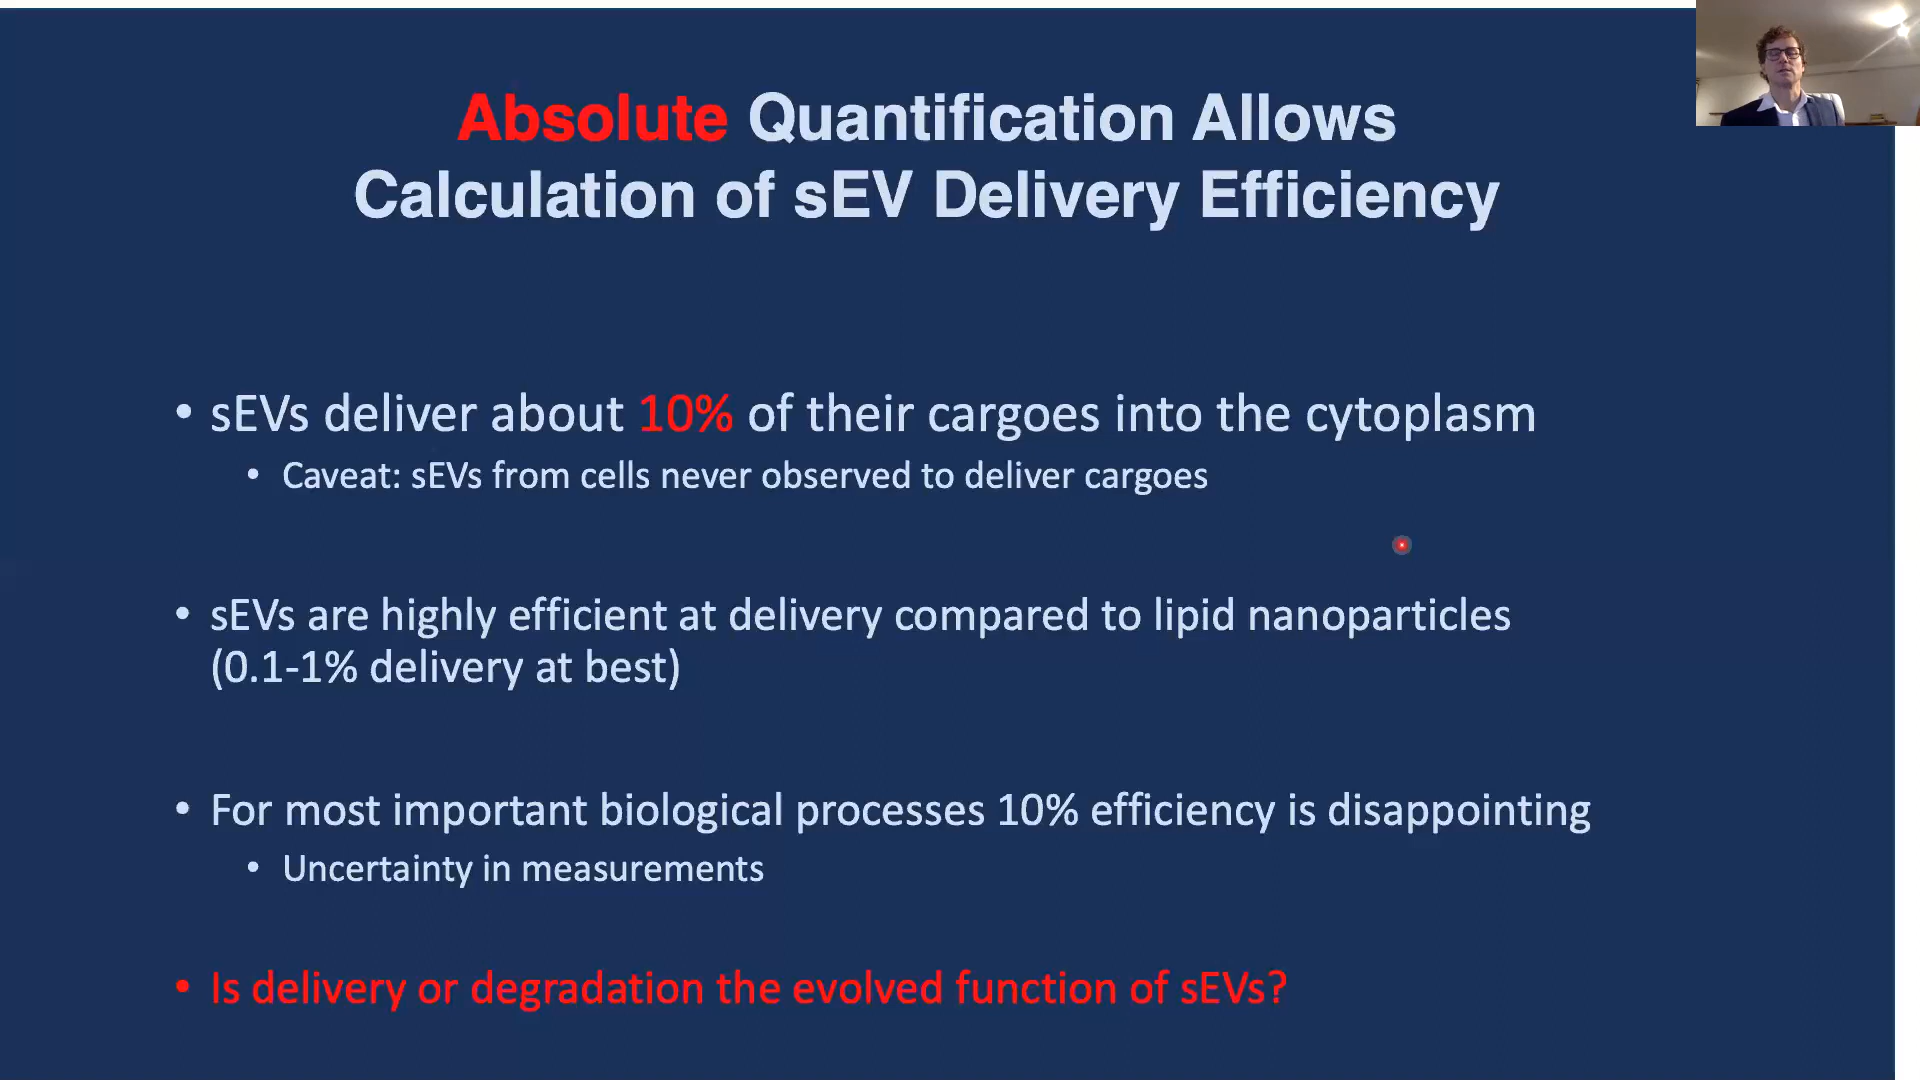 Absolute Quantification Allows
Calculation of sEV Delivery Efficiency
• sEVs deliver about 10% of their cargoes into the cytoplasm
• Caveat: sEVs from cells never observed to deliver cargoes
• sEVs are highly efficient at delivery compared to lipid nanoparticles
(0.1-1% delivery at best)
• For most important biological processes 10% efficiency is disappointing
• Uncertainty in measurements
• Is delivery or degradation the evolved function of sEVs?